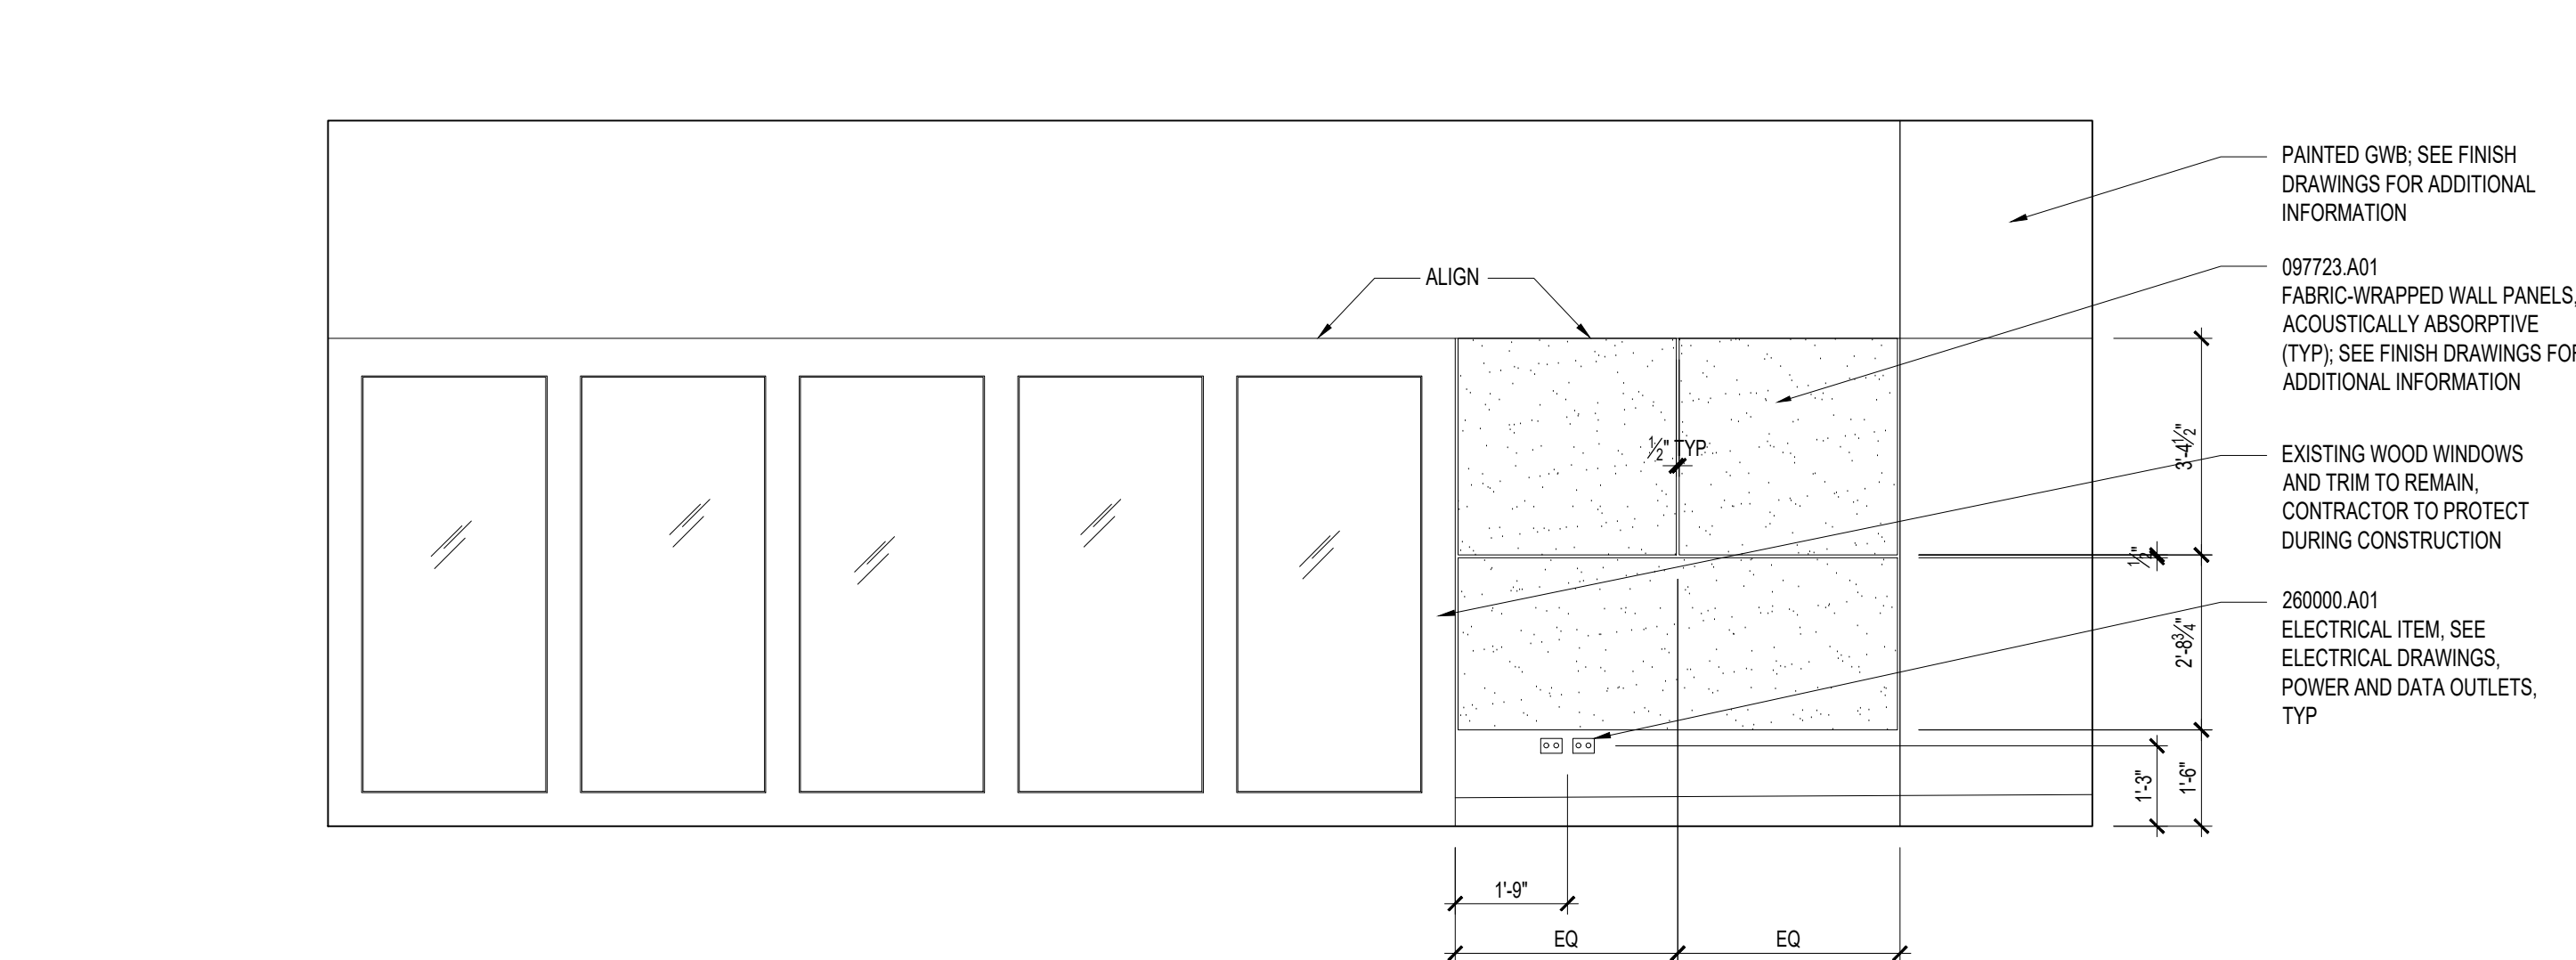 PAINTED GWB; SEE FINISH
DRAWINGS FOR ADDITIONAL
INFORMATION
ALIGN
097723.A01
FABRIC-WRAPPED WALL PANELS,
ACOUSTICALLY ABSORPTIVE
(TYP); SEE FINISH DRAWINGS FOR
ADDITIONAL INFORMATION
½" TYP
3'-4½"
EXISTING WOOD WINDOWS
AND TRIM TO REMAIN,
CONTRACTOR TO PROTECT
DURING CONSTRUCTION
½"
260000.A01
ELECTRICAL ITEM, SEE
ELECTRICAL DRAWINGS,
POWER AND DATA OUTLETS,
TYP
2'-8¾"
1'-3"
1'-6"
1'-9"
EQ
EQ